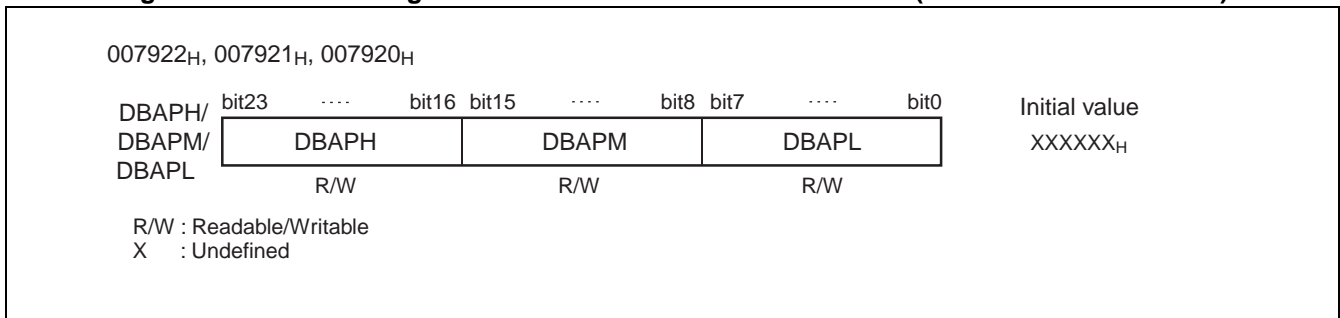 007922H, 007921H, 007920H
DBAPH/ bit23 ···· bit16 bit15 ···· bit8 bit7 ···· bit0 Initial value
DBAPM/ DBAPH DBAPM DBAPL XXXXXXH
DBAPL R/W R/W R/W
R/W : Readable/Writable
X : Undefined